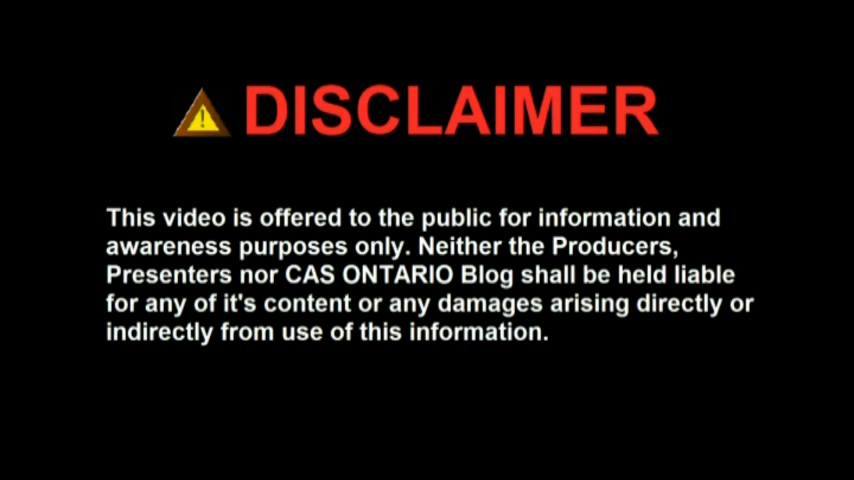 DISCLAIMER
This video is offered to the public for information and
awareness purposes only. Neither the Producers,
Presenters nor CAS ONTARIO Blog shall be held liable
for any of it's content or any damages arising directly or
indirectly from use of this information.